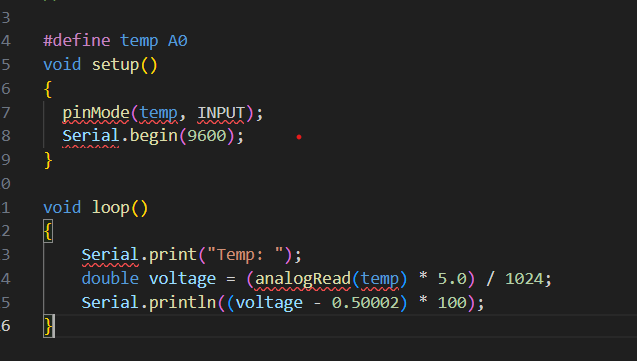 3
4 #define temp A0
5 void setup()
6 {
7 pinMode(temp, INPUT);
8 Serial.begin(9600);
9 }
0
1 void loop()
2 {
3 Serial.print("Temp: ");
4 double voltage = (analogRead(temp) * 5.0) / 1024;
5 Serial.println((voltage - 0.50002) * 100);
6 }